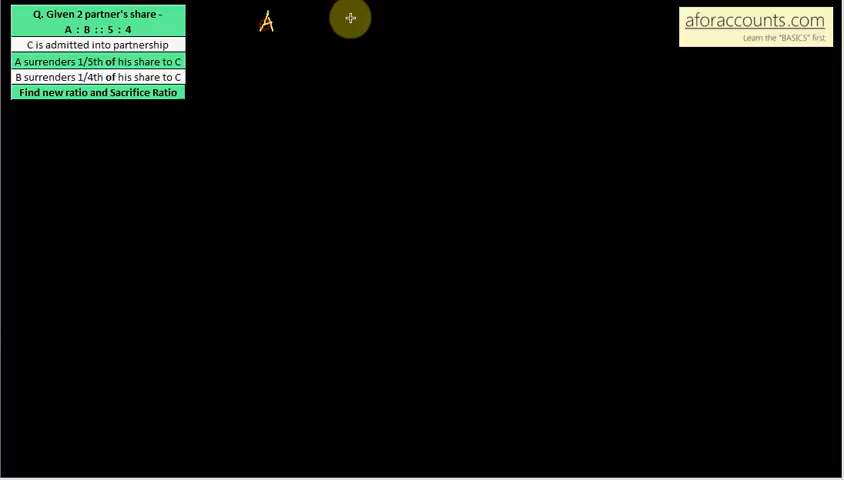 Q. Given 2 partner's share -
A : B :: 5 : 4
C is admitted into partnership
A surrenders 1/5th of his share to C
B surrenders 1/4th of his share to C
Find new ratio and Sacrifice Ratio
A
aforaccounts.com
Learn the "BASICS" first